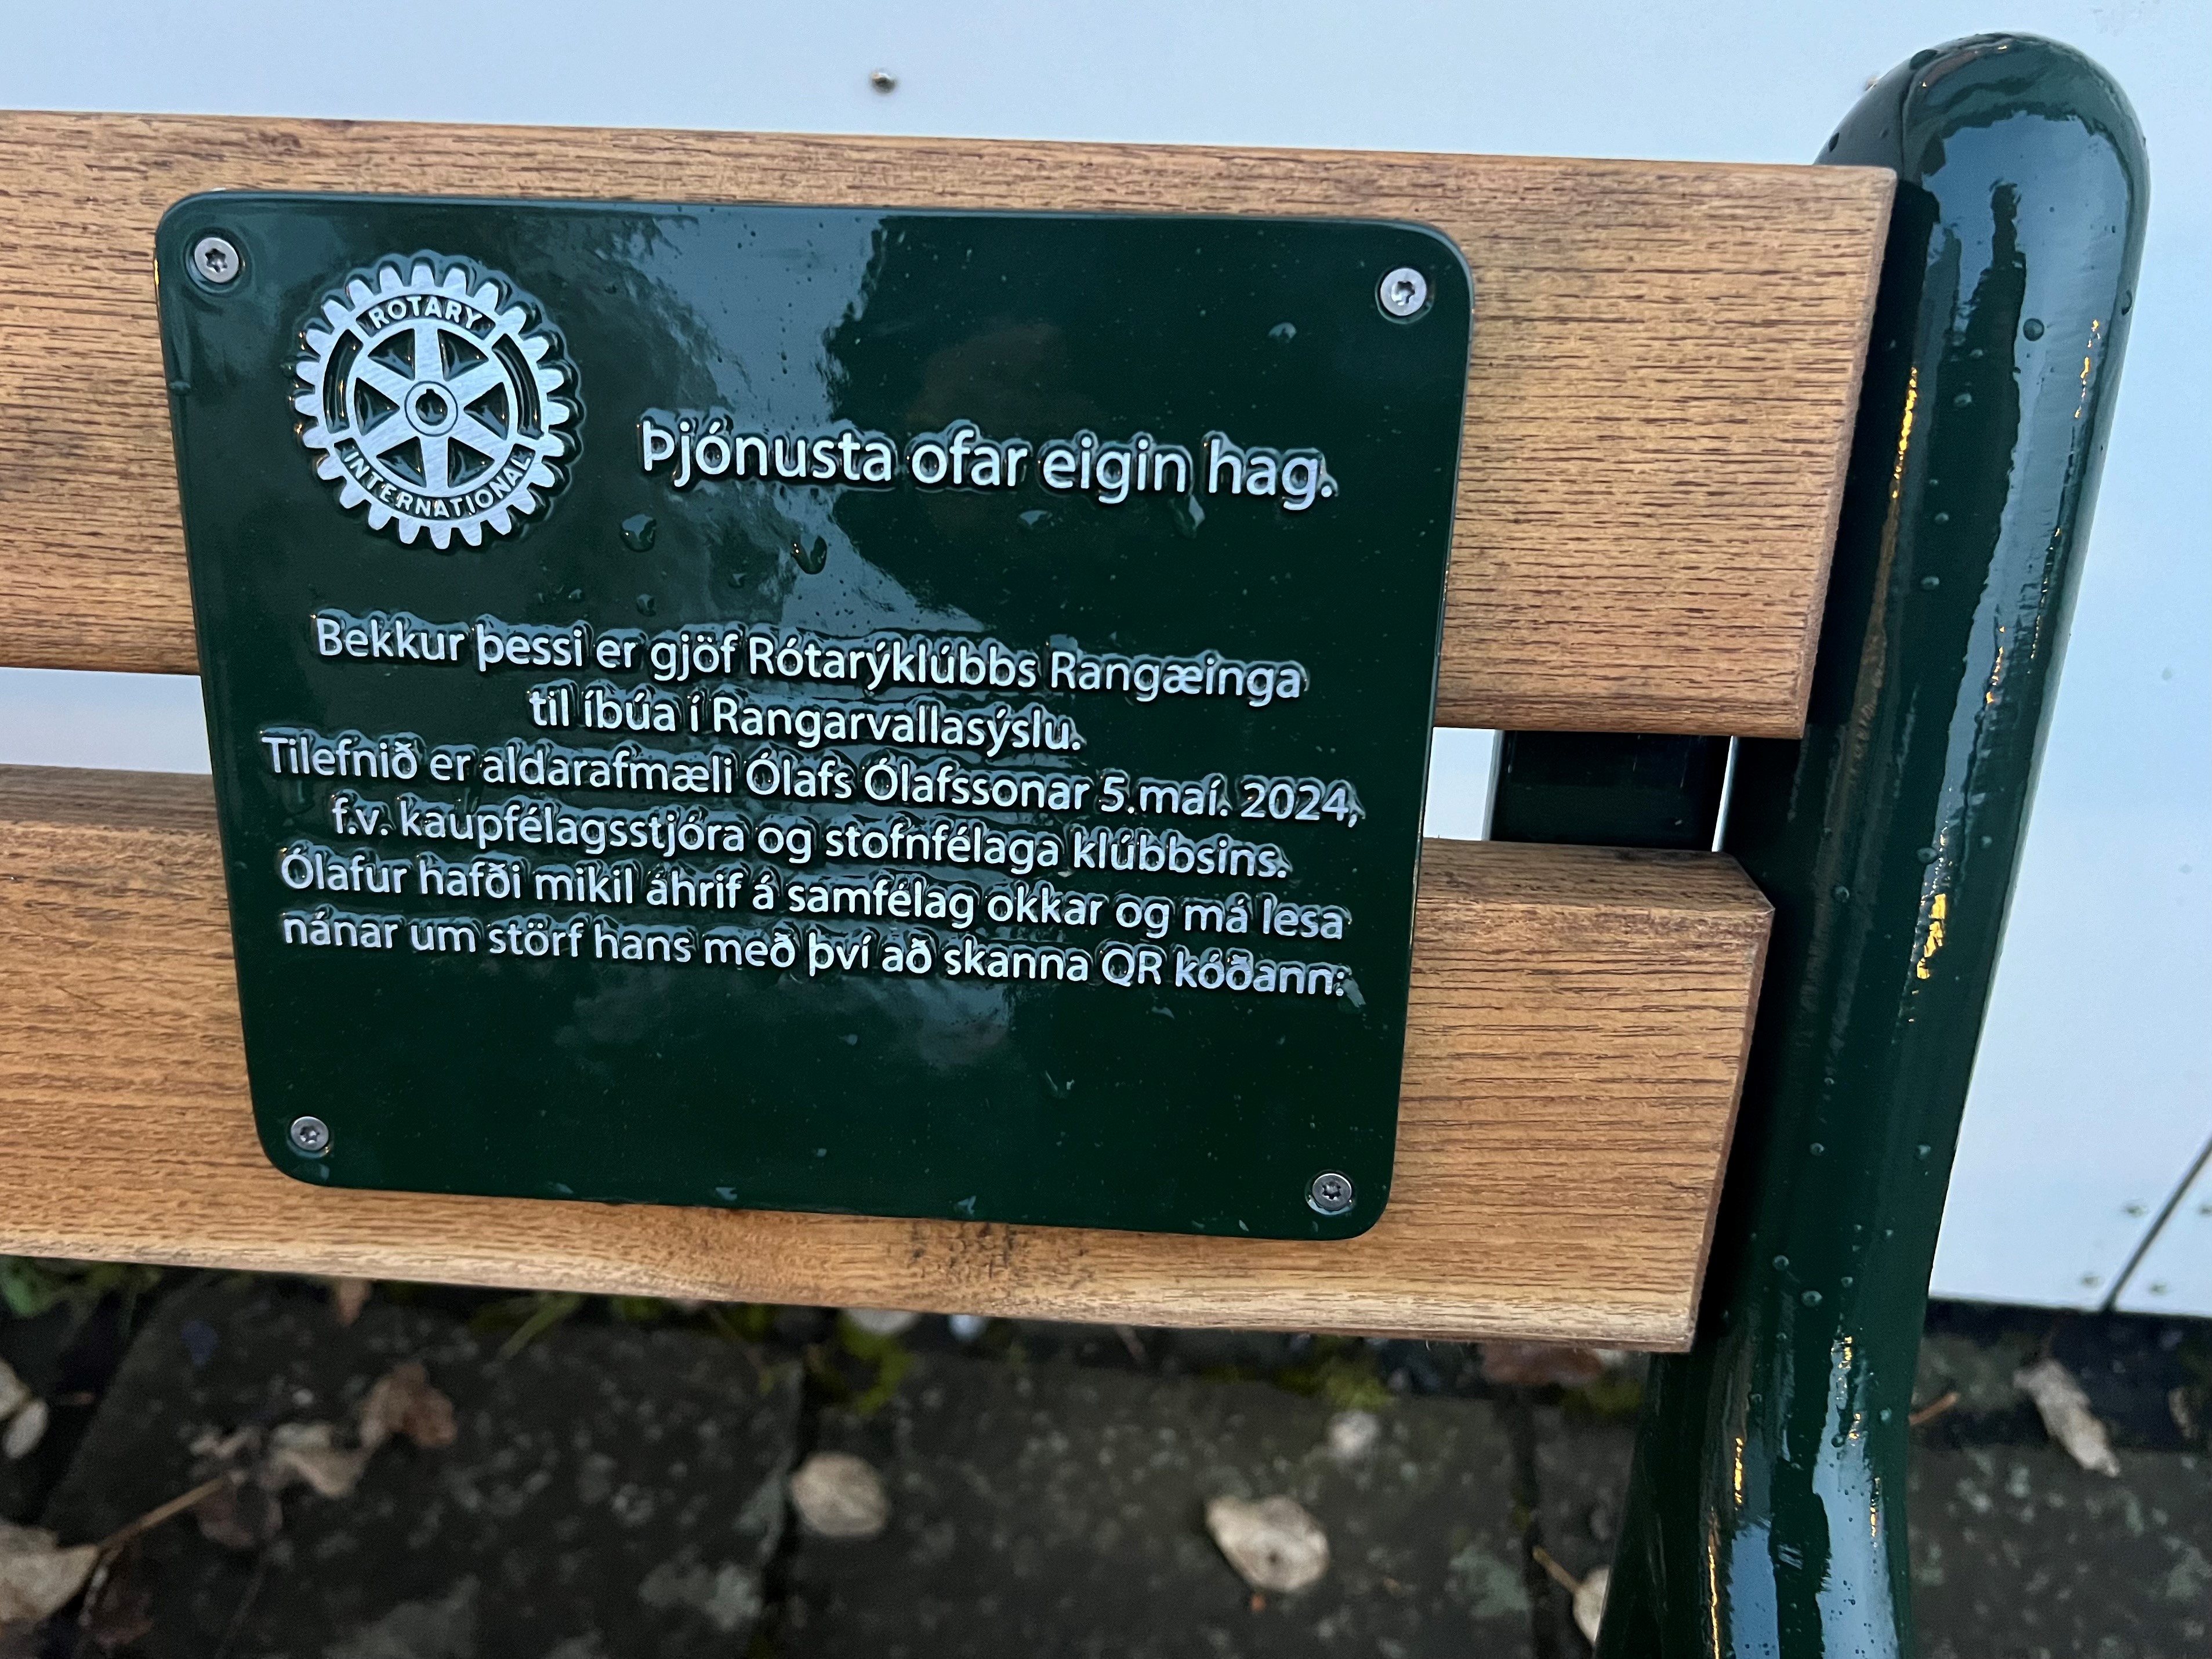 ROTARY
INTERNATIONAL
Þjónusta ofar eigin hag.
Bekkur þessi er gjöf Rótarýklúbbs Rangæinga
til íbúa í Rangarvallasýslu.
Tilefnið er aldarafmæli Ólafs Ólafssonar 5.maí. 2024,
f.v. kaupfélagsstjóra og stofnfélaga klúbbsins.
Ólafur hafði mikil áhrif á samfélag okkar og má lesa
nánar um störf hans með því að skanna QR kóðann: